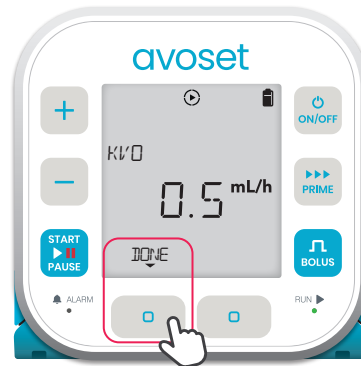 avoset
ON/OFF
KVO
0.5 mL/h
PRIME
START
PAUSE
DONE
BOLUS
ALARM
RUN